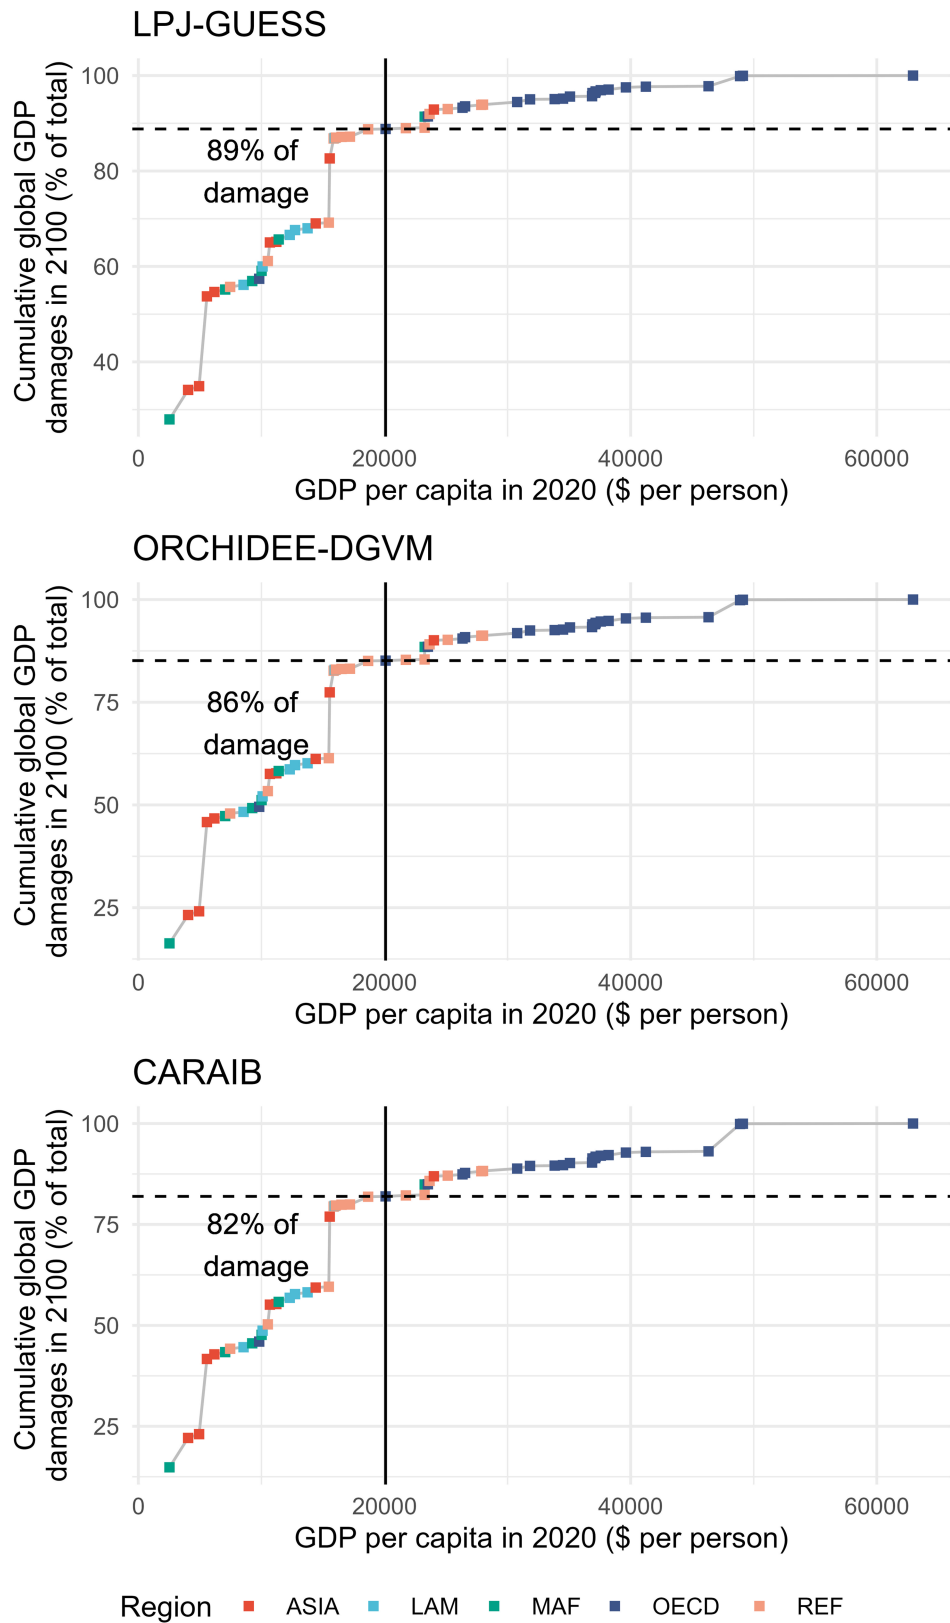 LPJ-GUESS
Cumulative global GDP
damages in 2100 (% of total)
100
80
60
40
89% of
damage
0
20000
40000
60000
GDP per capita in 2020 ($ per person)
ORCHIDEE-DGVM
Cumulative global GDP
damages in 2100 (% of total)
100
75
50
25
86% of
damage
0
20000
40000
60000
GDP per capita in 2020 ($ per person)
CARAIB
Cumulative global GDP
damages in 2100 (% of total)
100
75
50
25
82% of
damage
0
20000
40000
60000
GDP per capita in 2020 ($ per person)
Region ASIA LAM MAF OECD REF